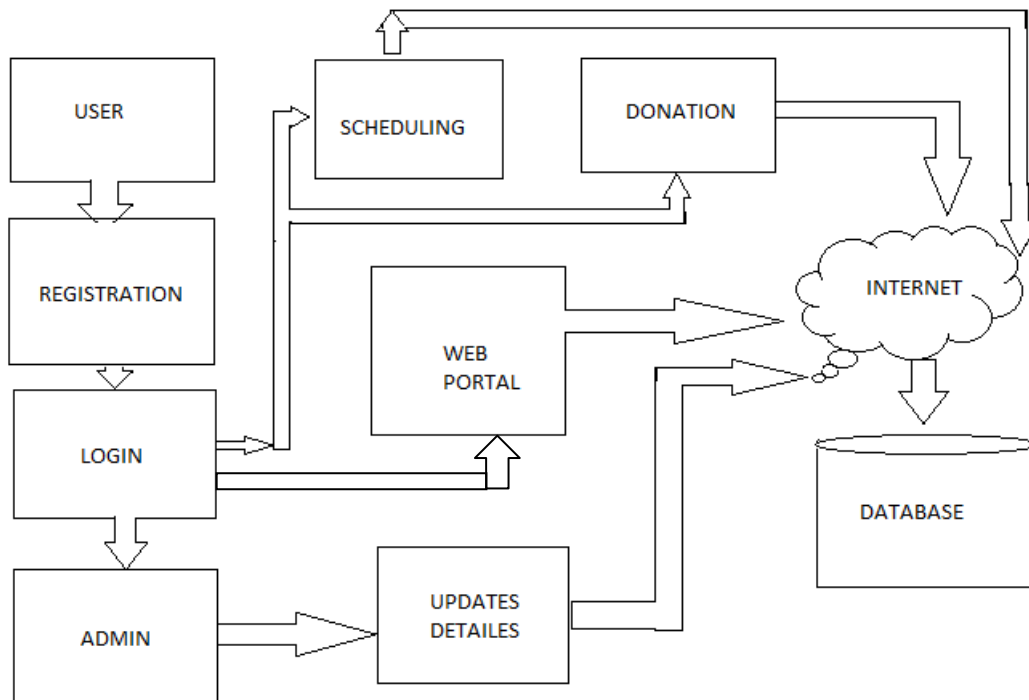 USER
SCHEDULING
DONATION
REGISTRATION
INTERNET
WEB
PORTAL
LOGIN
DATABASE
UPDATES
DETAILES
ADMIN